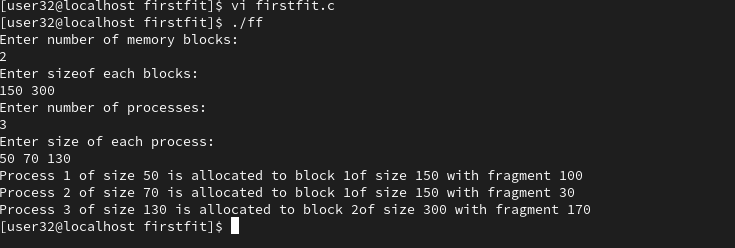 [user32@localhost firstfit]$ vi firstfit.c
[user32@localhost firstfit]$ ./ff
Enter number of memory blocks:
2
Enter sizeof each blocks:
150 300
Enter number of processes:
3
Enter size of each process:
50 70 130
Process 1 of size 50 is allocated to block 1of size 150 with fragment 100
Process 2 of size 70 is allocated to block 1of size 150 with fragment 30
Process 3 of size 130 is allocated to block 2of size 300 with fragment 170
[user32@localhost firstfit]$